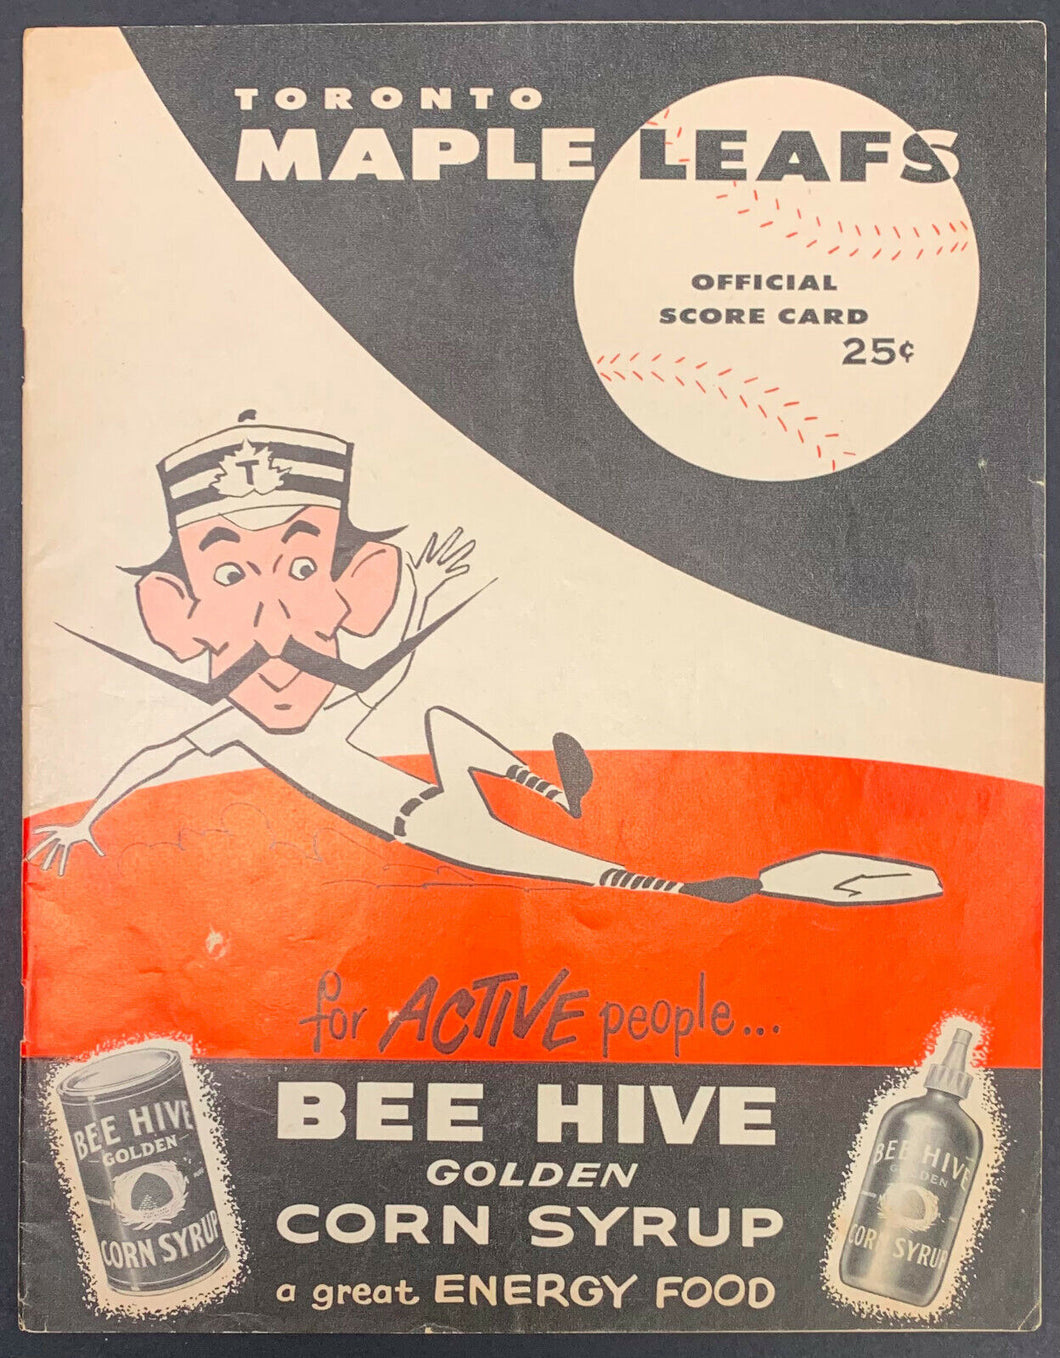 TORONTO
MAPLE LEAFS
OFFICIAL
SCORE CARD
25¢
T
for ACTIVE people...
BEE HIVE
GOLDEN
CORN SYRUP
a great ENERGY FOOD
BEE HIVE
GOLDEN
CORN SYRUP
BEE HIVE
GOLDEN
CORN SYRUP